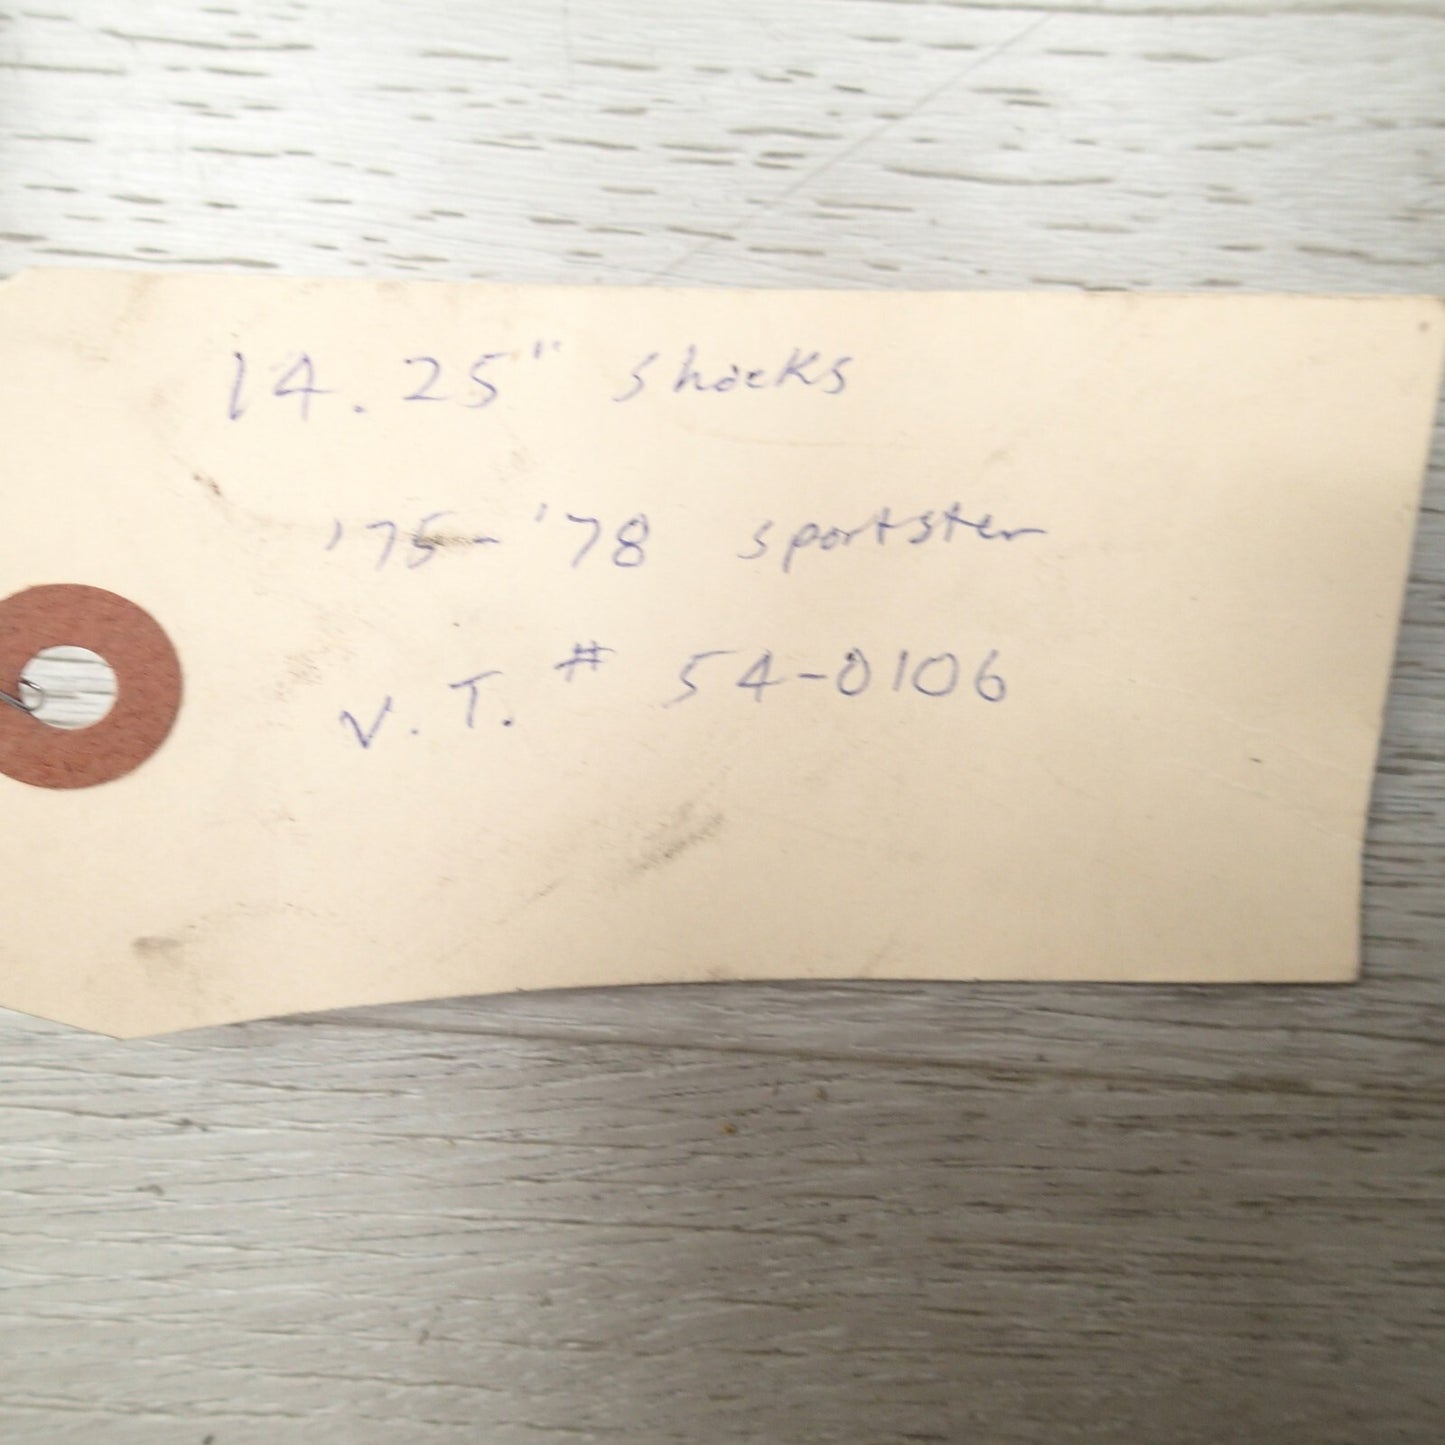 14.25" shocks
'75-'78 sportster
V.T. # 54-0106